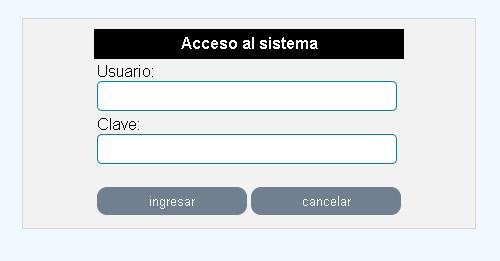 Acceso al sistema
Usuario:
Clave:
ingresar cancelar